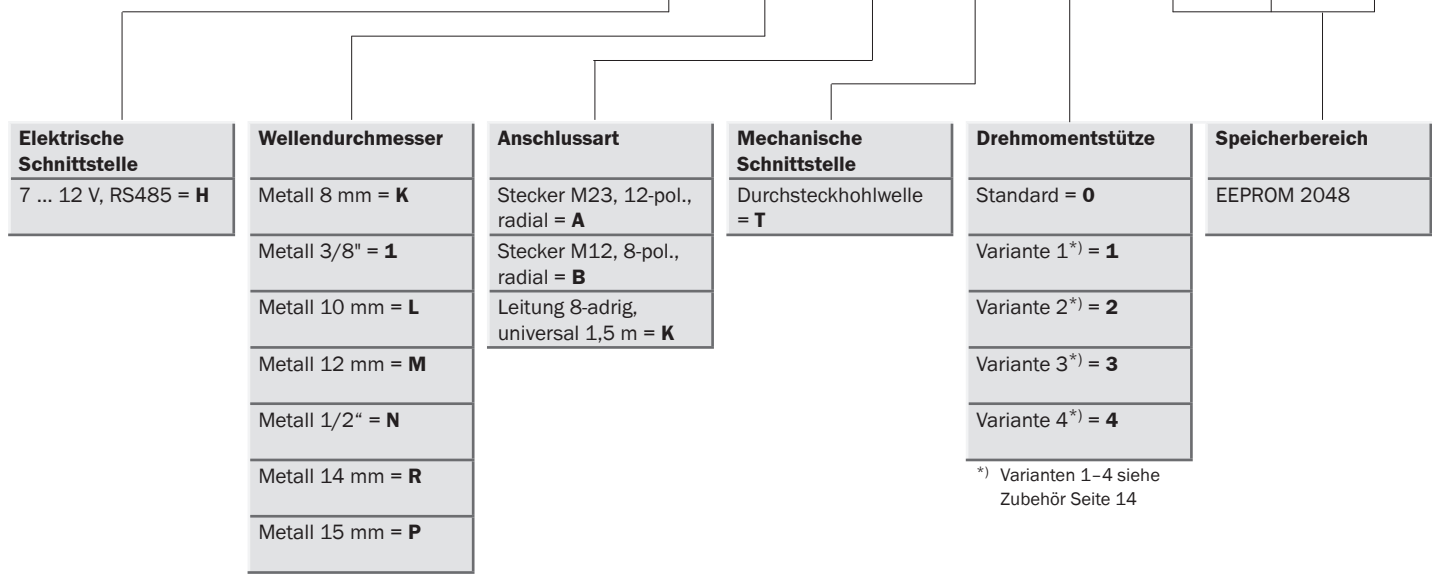 Elektrische
Schnittstelle
7 ... 12 V, RS485 = H
Wellendurchmesser
Metall 8 mm = K
Metall 3/8" = 1
Metall 10 mm = L
Metall 12 mm = M
Metall 1/2“ = N
Metall 14 mm = R
Metall 15 mm = P
Anschlussart
Stecker M23, 12-pol.,
radial = A
Stecker M12, 8-pol.,
radial = B
Leitung 8-adrig,
universal 1,5 m = K
Mechanische
Schnittstelle
Durchsteckhohlwelle
= T
Drehmomentstütze
Standard = 0
Variante 1*) = 1
Variante 2*) = 2
Variante 3*) = 3
Variante 4*) = 4
*) Varianten 1–4 siehe
Zubehör Seite 14
Speicherbereich
EEPROM 2048